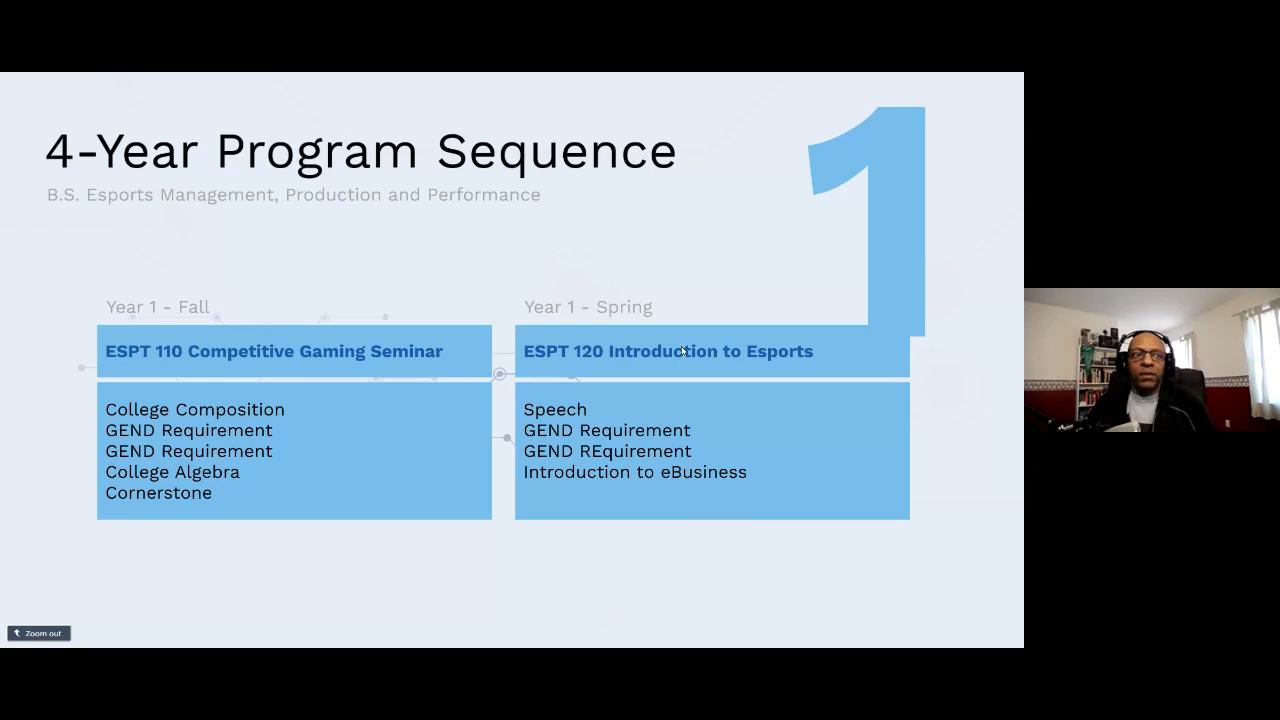 4-Year Program Sequence
1
B.S. Esports Management, Production and Performance
Year 1 - Fall
ESPT 110 Competitive Gaming Seminar
College Composition
GEND Requirement
GEND Requirement
College Algebra
Cornerstone
Year 1 - Spring
ESPT 120 Introduction to Esports
Speech
GEND Requirement
GEND REquirement
Introduction to eBusiness
Zoom out